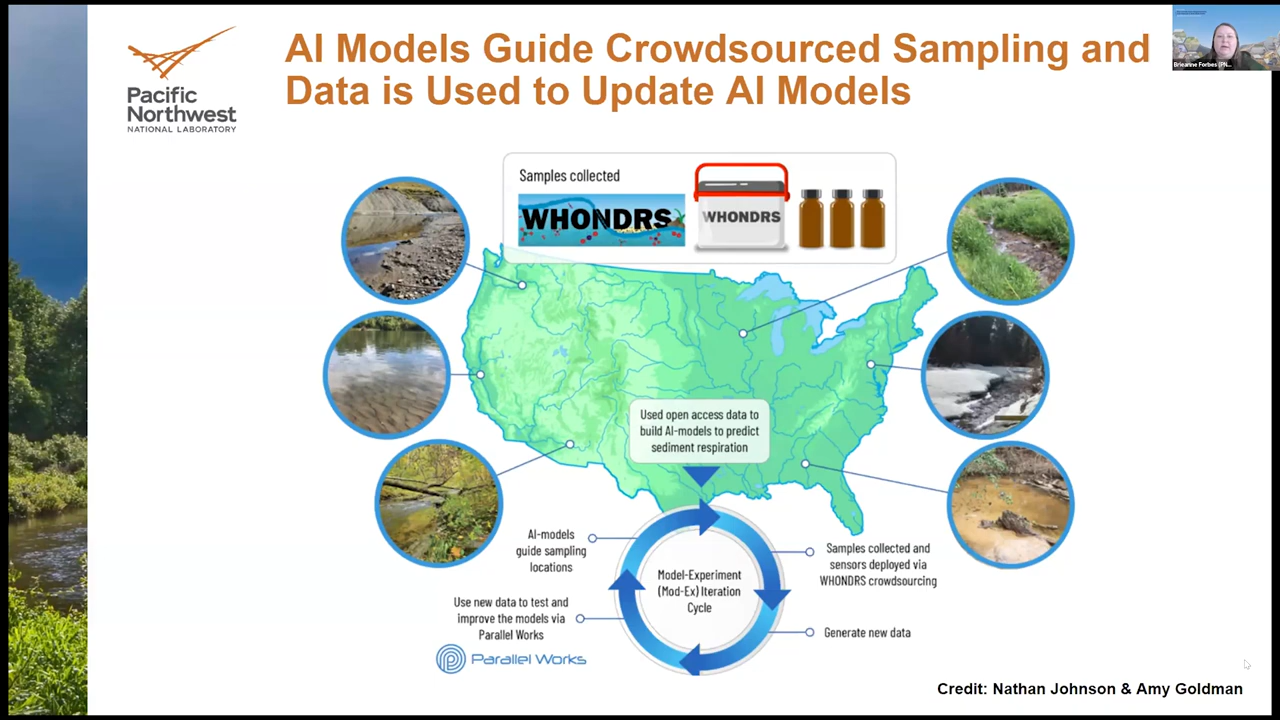 AI Models Guide Crowdsourced Sampling and
Data is Used to Update AI Models
Brieanne Forbes (PN...
Pacific
Northwest
NATIONAL LABORATORY
Samples collected
WHONDRS
WHONDRS
Used open access data to
build AI-models to predict
sediment respiration
AI-models
guide sampling
locations
Samples collected and
sensors deployed via
WHONDRS crowdsourcing
Model-Experiment
(Mod-Ex) Iteration
Cycle
Use new data to test and
improve the models via
Parallel Works
Generate new data
Parallel Works
Credit: Nathan Johnson & Amy Goldman